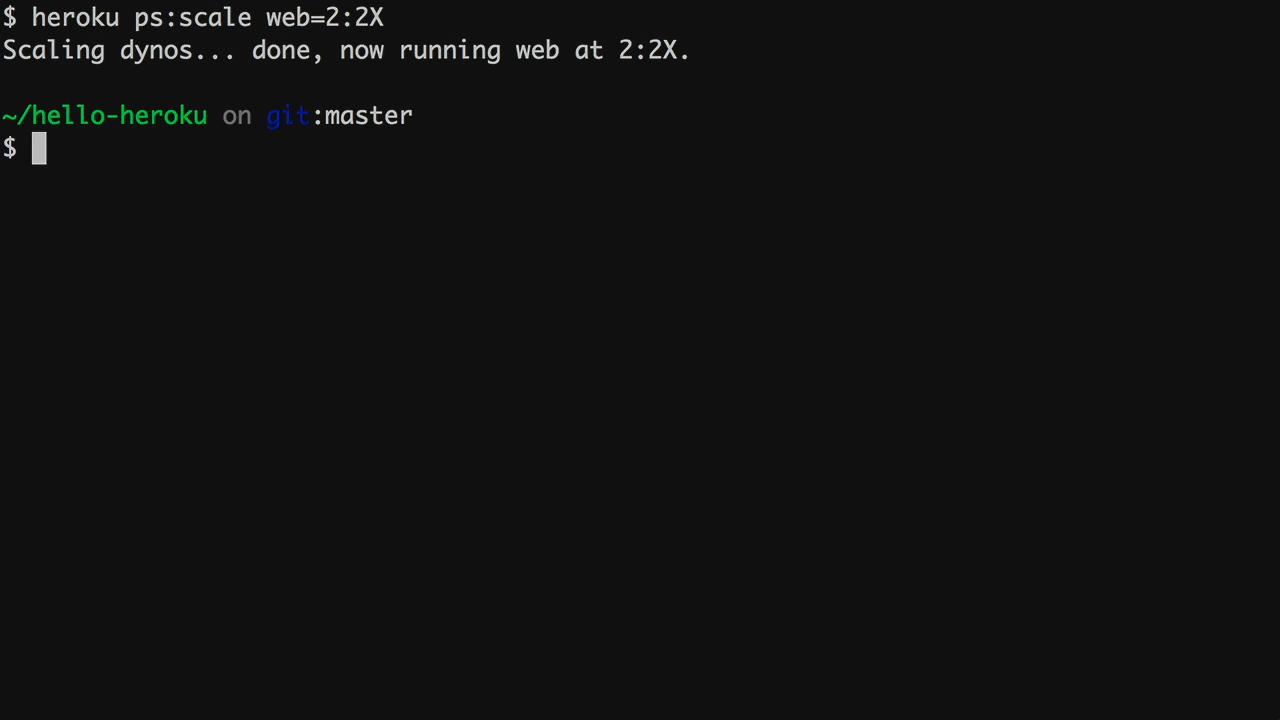 $ heroku ps:scale web=2:2X
Scaling dynos... done, now running web at 2:2X.
~/hello-heroku on git:master
$